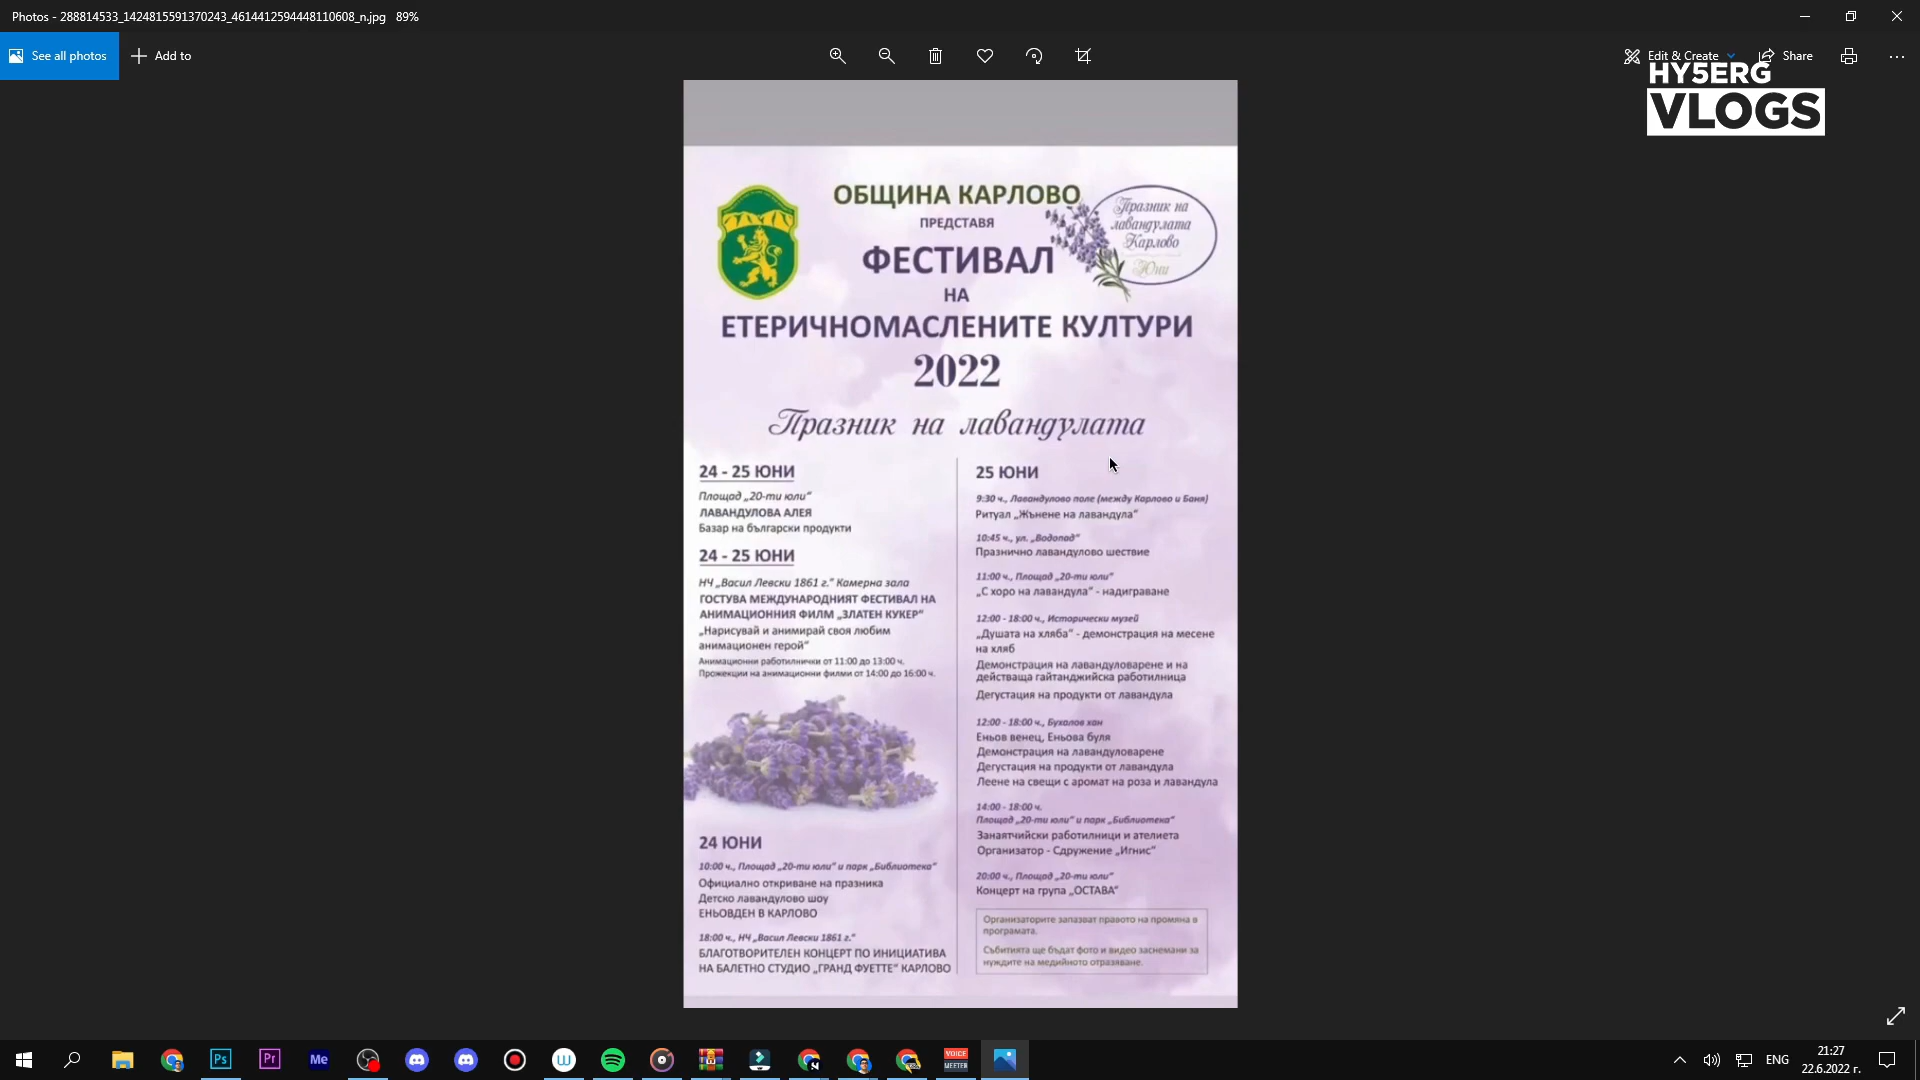 Photos - 288814533_1424815591370243_4614412594448110608_n.jpg   89%
See all photos
Add to
Edit & Create
Share
HY5ERG
VLOGS
ОБЩИНА КАРЛОВО
ПРЕДСТАВЯ
ФЕСТИВАЛ
НА
ЕТЕРИЧНОМАСЛЕНИТЕ КУЛТУРИ
2022
Празник на лавандулата
Празник на
лавандулата
Карлово
Юни
24 - 25 ЮНИ
Площад „20-ти юли“
ЛАВАНДУЛОВА АЛЕЯ
Базар на български продукти
24 - 25 ЮНИ
НЧ „Васил Левски 1861 г.“ Камерна зала
ГОСТУВА МЕЖДУНАРОДНИЯТ ФЕСТИВАЛ НА
АНИМАЦИОННИЯ ФИЛМ „ЗЛАТЕН КУКЕР“
„Нарисувай и анимирай своя любим
анимационен герой“
Анимационни работилнички от 11:00 до 13:00 ч.
Прожекции на анимационни филми от 14:00 до 16:00 ч.
24 ЮНИ
10:00 ч., Площад „20-ти юли“ и парк „Библиотека“
Официално откриване на празника
Детско лавандулово шоу
ЕНЬОВДЕН В КАРЛОВО
18:00 ч., НЧ „Васил Левски 1861 г.“
БЛАГОТВОРИТЕЛЕН КОНЦЕРТ ПО ИНИЦИАТИВА
НА БАЛЕТНО СТУДИО „ГРАНД ФУЕТТЕ“ КАРЛОВО
25 ЮНИ
9:30 ч., Лавандулово поле (между Карлово и Баня)
Ритуал „Жънене на лавандула“
10:45 ч., ул. „Водопад“
Празнично лавандулово шествие
11:00 ч., Площад „20-ти юли“
„С хоро на лавандула“ - надиграване
12:00 - 18:00 ч., Исторически музей
„Душата на хляба“ - демонстрация на месене
на хляб
Демонстрация на лавандуловарене и на
действаща гайтанджийска работилница
Дегустация на продукти от лавандула
12:00 - 18:00 ч., Бухалов хан
Еньов венец, Еньова буля
Демонстрация на лавандуловарене
Дегустация на продукти от лавандула
Леене на свещи с аромат на роза и лавандула
14:00 - 18:00 ч.
Площад „20-ти юли“ и парк „Библиотека“
Занаятчийски работилници и ателиета
Организатор - Сдружение „Игнис“
20:00 ч., Площад „20-ти юли“
Концерт на група „ОСТАВА“
Организаторите запазват правото на промяна в
програмата.
Събитията ще бъдат фото и видео заснемани за
нуждите на медийното отразяване.
Ps
Pr
Me
VOICE
MEETER
ENG
21:27
22.6.2022 г.